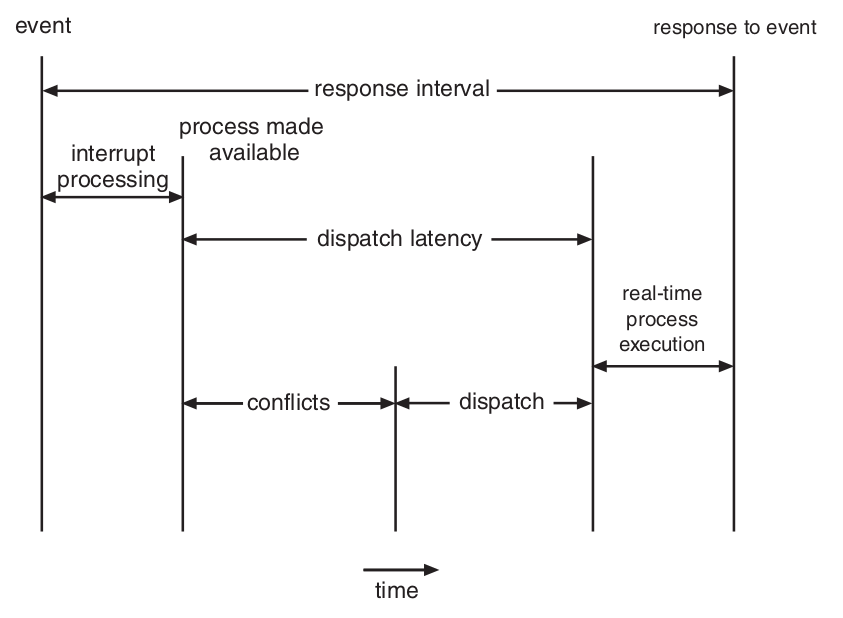 event
response to event
response interval
process made
available
interrupt
processing
dispatch latency
real-time
process
execution
conflicts
dispatch
time